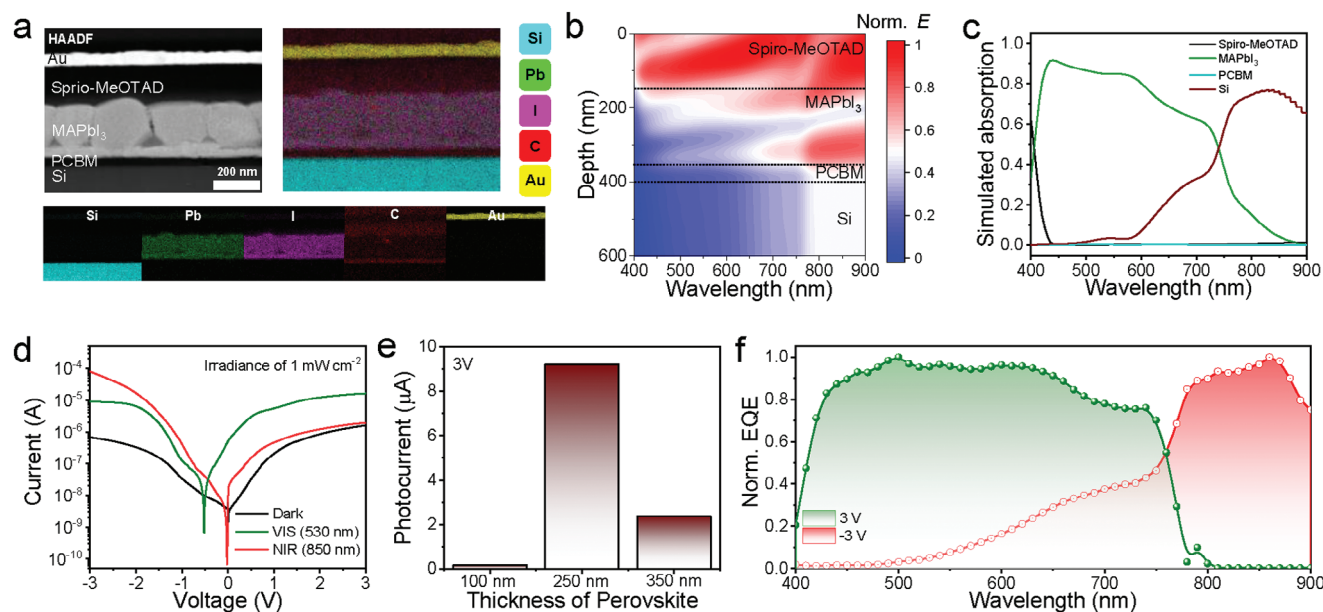 a
HAADF
Au
Sprio-MeOTAD
MAPbI3
PCBM
Si
200 nm
Si
Pb
I
C
Au
Si
Pb
I
C
Au
b
Norm. E
0
200
400
600
Depth (nm)
Spiro-MeOTAD
MAPbI3
PCBM
Si
400 500 600 700 800 900
Wavelength (nm)
1
0.8
0.6
0.4
0.2
0
c
1.0
0.8
0.6
0.4
0.2
0.0
Simulated absorption
Spiro-MeOTAD
MAPbI3
PCBM
Si
400 500 600 700 800 900
Wavelength (nm)
d
Irradiance of 1 mW cm-2
10-4
10-5
10-6
10-7
10-8
10-9
10-10
Current (A)
Dark
VIS (530 nm)
NIR (850 nm)
-3 -2 -1 0 1 2 3
Voltage (V)
e
3V
10
8
6
4
2
0
Photocurrent (μA)
100 nm 250 nm 350 nm
Thickness of Perovskite
f
1.0
0.8
0.6
0.4
0.2
0.0
Norm. EQE
3 V
-3 V
400 500 600 700 800 900
Wavelength (nm)